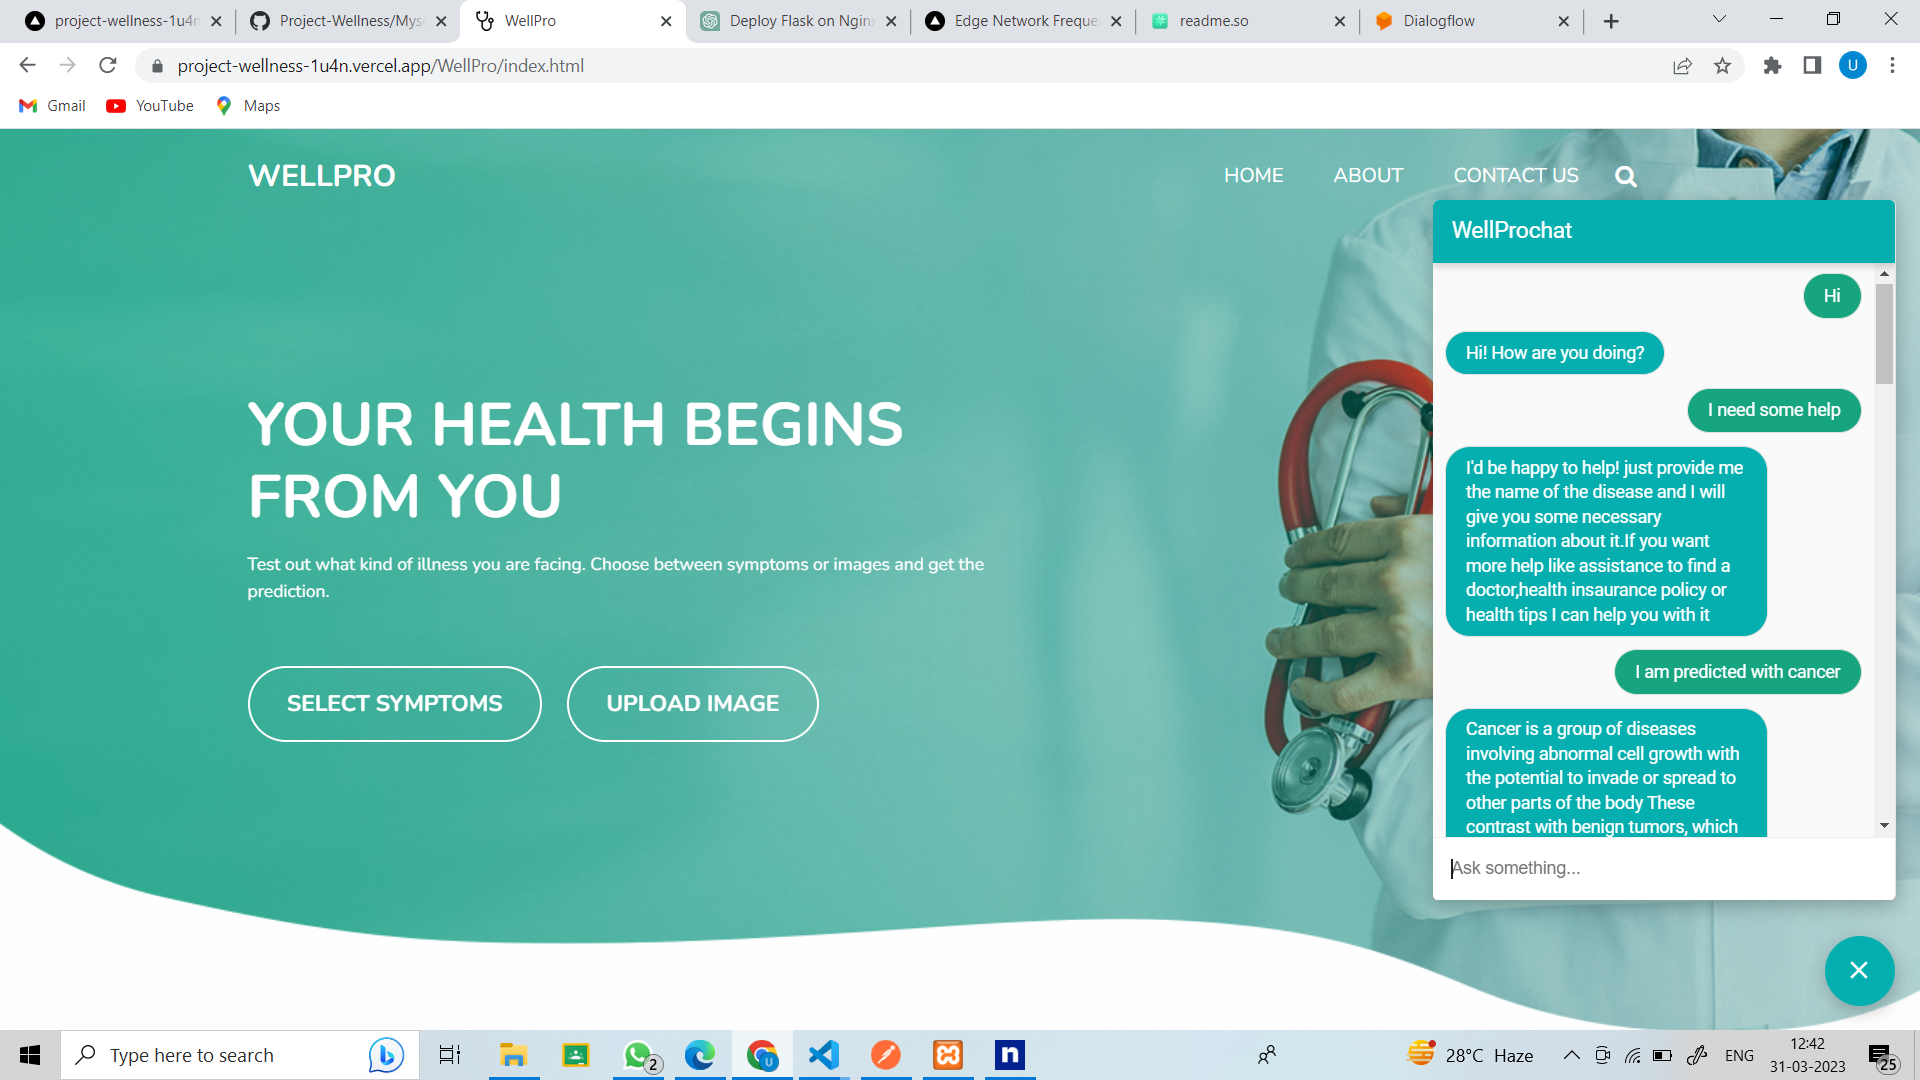 project-wellness-1u4n
Project-Wellness/Myse
WellPro
Deploy Flask on Nginx
Edge Network Freque
readme.so
Dialogflow
project-wellness-1u4n.vercel.app/WellPro/index.html
U
Gmail
YouTube
Maps
WELLPRO
HOME
ABOUT
CONTACT US
YOUR HEALTH BEGINS
FROM YOU
Test out what kind of illness you are facing. Choose between symptoms or images and get the
prediction.
SELECT SYMPTOMS
UPLOAD IMAGE
WellProchat
Hi
Hi! How are you doing?
I need some help
I'd be happy to help! just provide me
the name of the disease and I will
give you some necessary
information about it.If you want
more help like assistance to find a
doctor,health insaurance policy or
health tips I can help you with it
I am predicted with cancer
Cancer is a group of diseases
involving abnormal cell growth with
the potential to invade or spread to
other parts of the body These
contrast with benign tumors, which
Ask something...
Type here to search
2
U
n
28°C Haze
ENG
12:42
31-03-2023
25